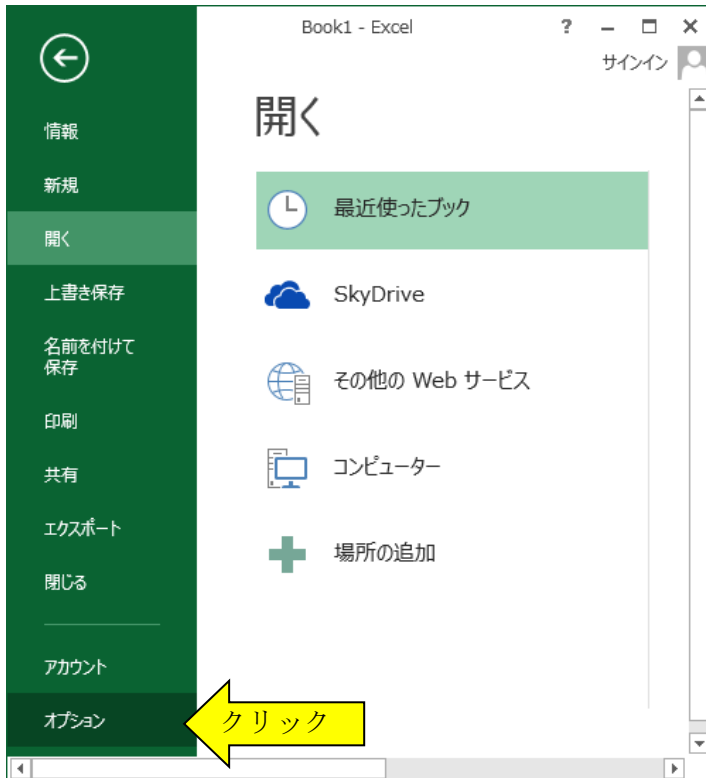 Book1 - Excel
?
サインイン
情報
新規
開く
上書き保存
名前を付けて
保存
印刷
共有
エクスポート
閉じる
アカウント
オプション
開く
最近使ったブック
SkyDrive
その他の Web サービス
コンピューター
場所の追加
クリック